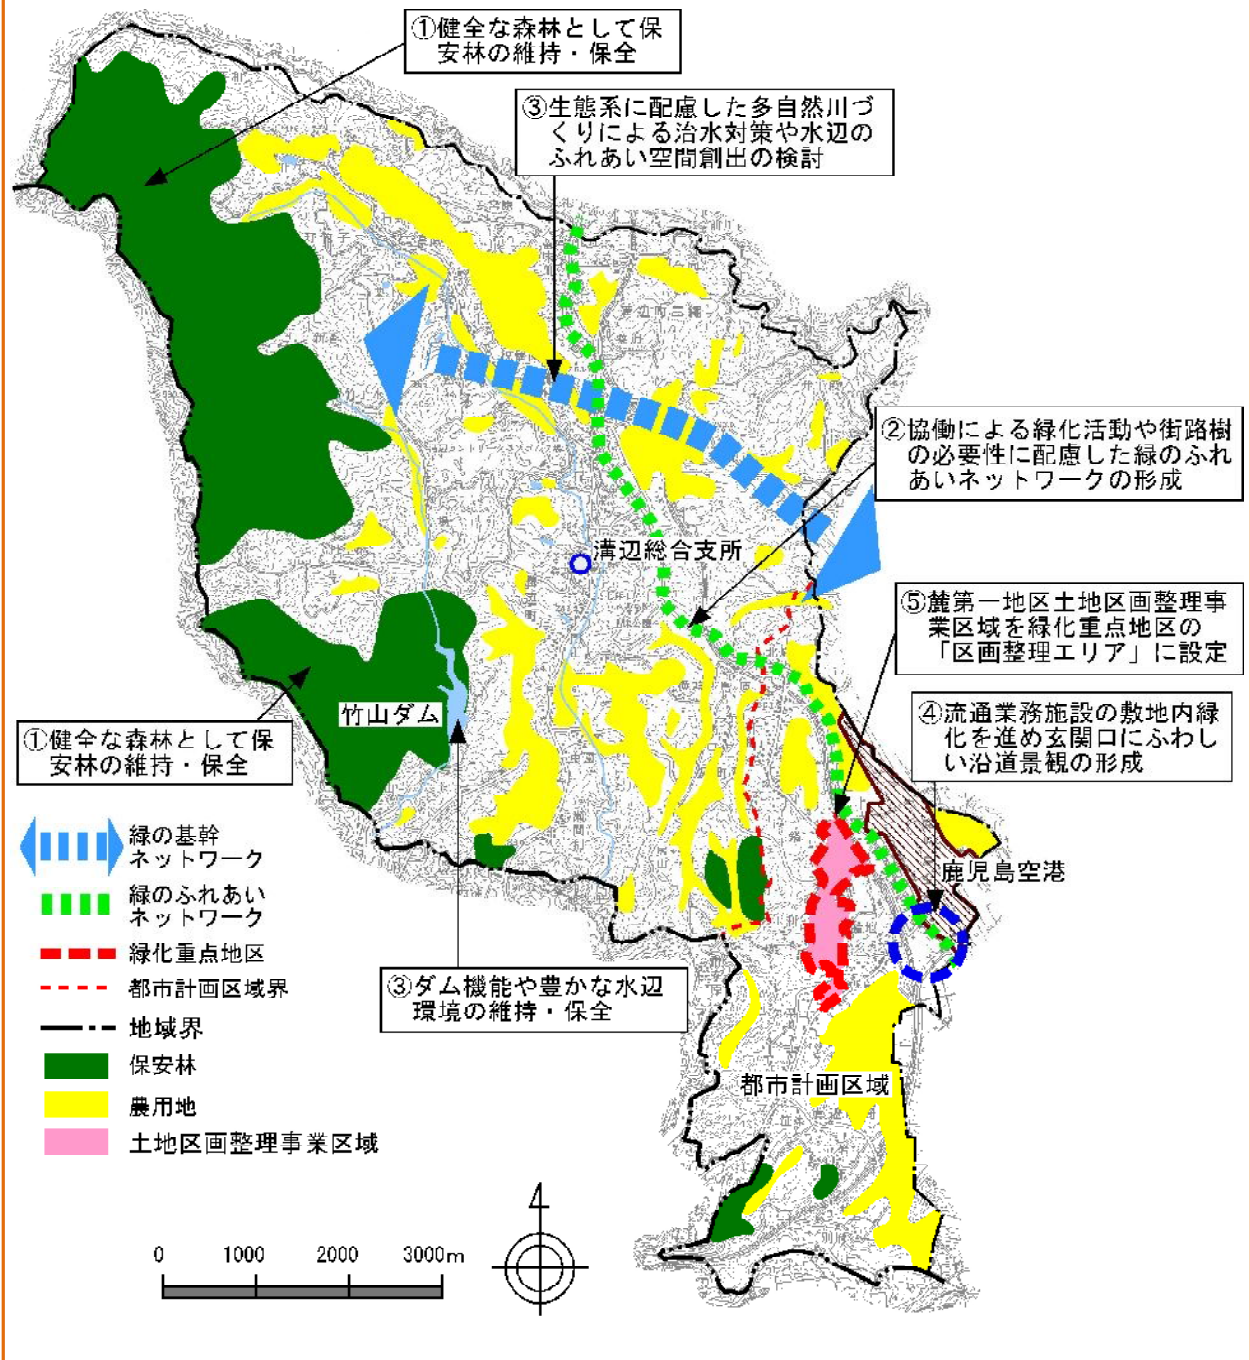 ①健全な森林として保
安林の維持・保全
③生態系に配慮した多自然川づ
くりによる治水対策や水辺の
ふれあい空間創出の検討
②協働による緑化活動や街路樹
の必要性に配慮した緑のふれ
あいネットワークの形成
溝辺総合支所
⑤麓第一地区土地区画整理事
業区域を緑化重点地区の
「区画整理エリア」に設定
④流通業務施設の敷地内緑
化を進め玄関口にふわし
い沿道景観の形成
竹山ダム
①健全な森林として保
安林の維持・保全
鹿児島空港
③ダム機能や豊かな水辺
環境の維持・保全
都市計画区域
緑の基幹
ネットワーク
緑のふれあい
ネットワーク
緑化重点地区
都市計画区域界
地域界
保安林
農用地
土地区画整理事業区域
0 1000 2000 3000m